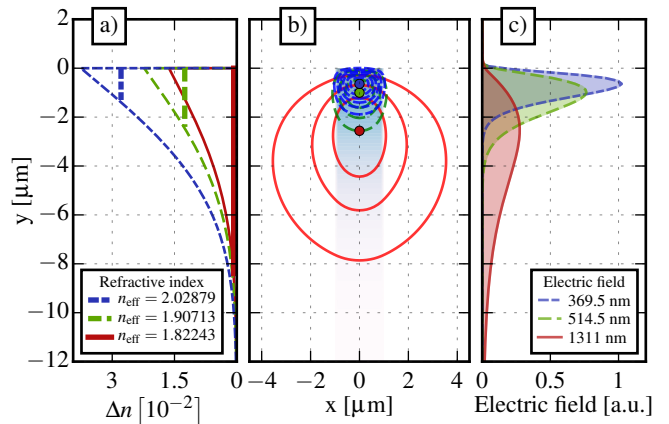 a)
b)
c)
2
0
−2
−4
−6
−8
−10
−12
y [μm]
Refractive index
n_eff = 2.02879
n_eff = 1.90713
n_eff = 1.82243
3 1.5 0
Δn [10⁻²]
−4 −2 0 2 4
x [μm]
Electric field
369.5 nm
514.5 nm
1311 nm
0 0.5 1
Electric field [a.u.]